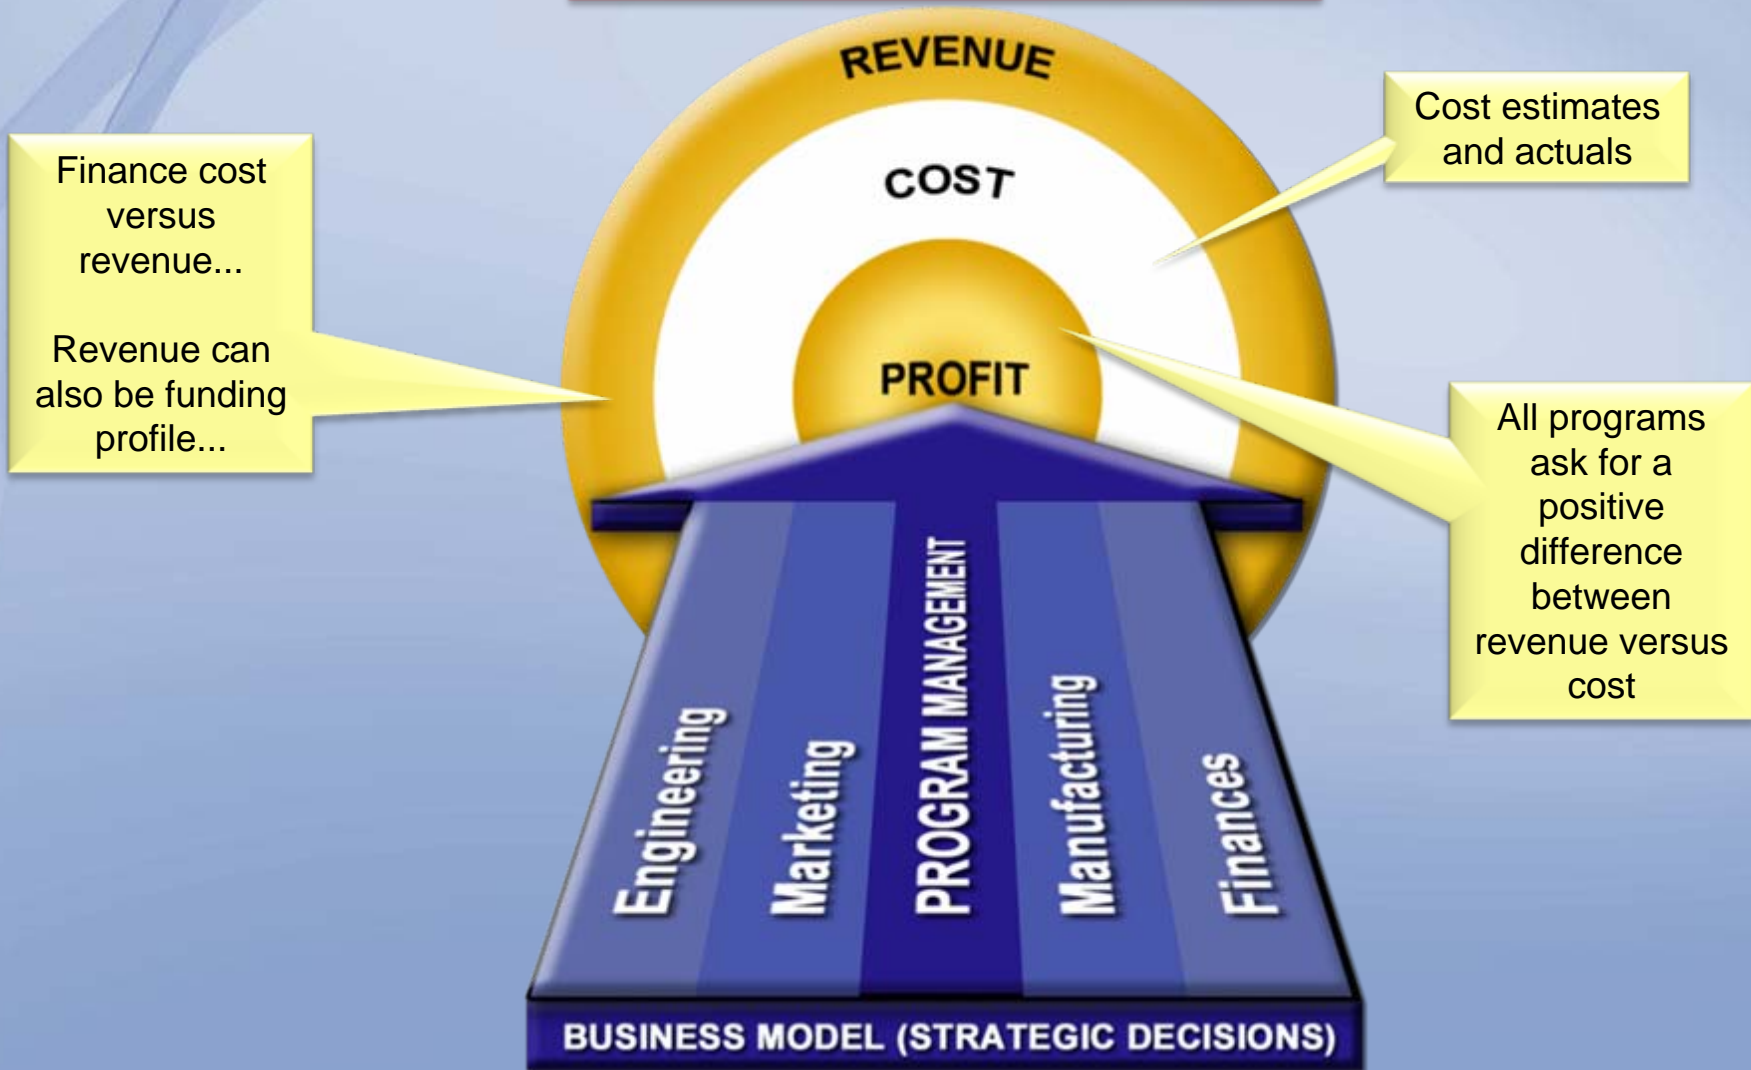 REVENUE
COST
PROFIT
Finance cost
versus
revenue...
Revenue can
also be funding
profile...
Cost estimates
and actuals
All programs
ask for a
positive
difference
between
revenue versus
cost
Engineering
Marketing
PROGRAM MANAGEMENT
Manufacturing
Finances
BUSINESS MODEL (STRATEGIC DECISIONS)